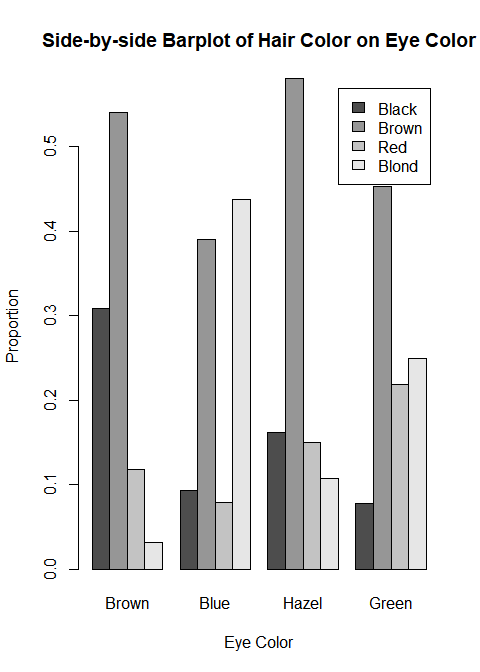 Side-by-side Barplot of Hair Color on Eye Color
Black
Brown
Red
Blond
Proportion
0.5
0.4
0.3
0.2
0.1
0.0
Brown Blue Hazel Green
Eye Color